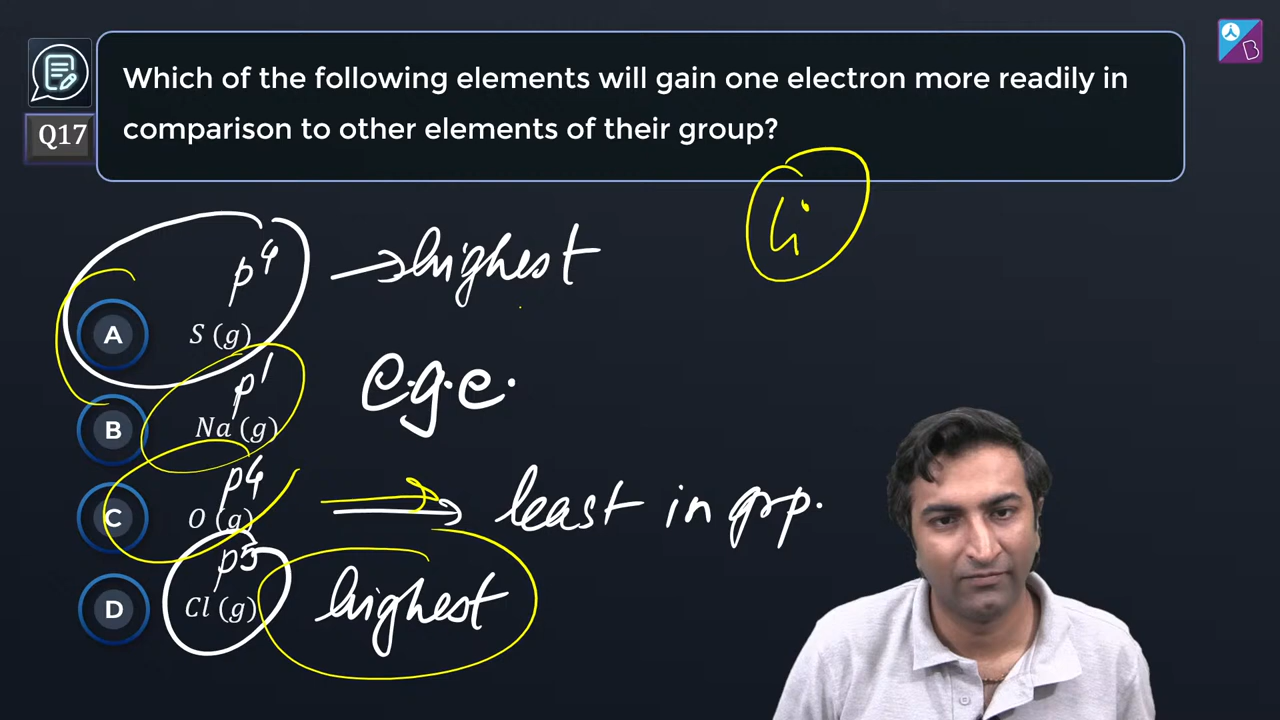 Which of the following elements will gain one electron more readily in
comparison to other elements of their group?
Q17
B
Li
p4 → highest
A S (g)
p1 e.g.e.
B Na (g)
p4 → least in grp.
C O (g)
p5
D Cl (g) highest